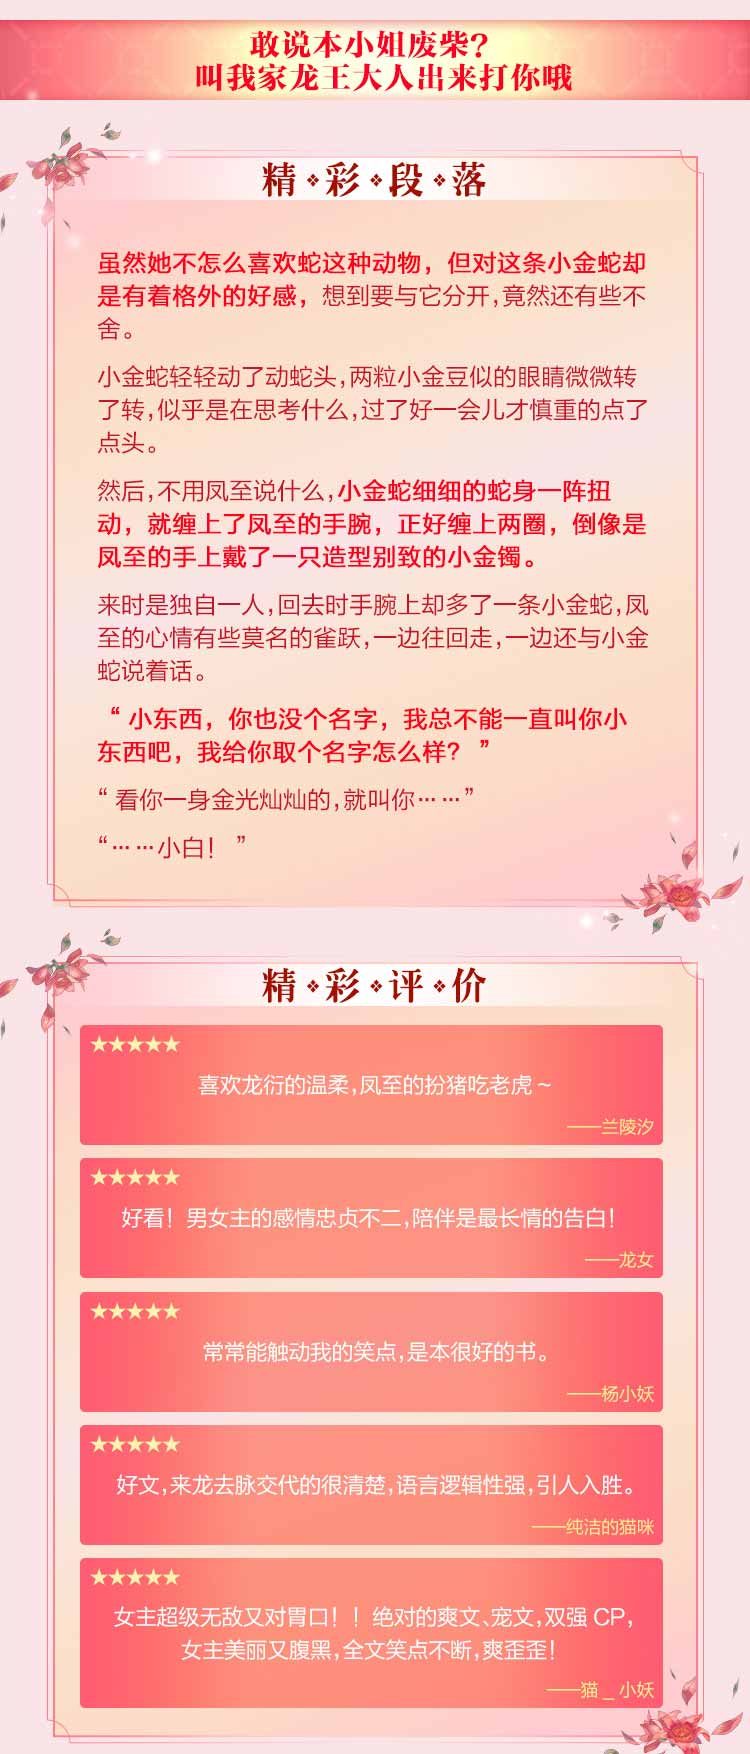 敢说本小姐废柴？
叫我家龙王大人出来打你哦
精彩段落
虽然她不怎么喜欢蛇这种动物，但对这条小金蛇却
是有着格外的好感，想到要与它分开，竟然还有些不
舍。
小金蛇轻轻动了动蛇头，两粒小金豆似的眼睛微微转
了转，似乎是在思考什么，过了好一会儿才慎重的点了
点头。
然后，不用凤至说什么，小金蛇细细的蛇身一阵扭
动，就缠上了凤至的手腕，正好缠上两圈，倒像是
凤至的手上戴了一只造型别致的小金镯。
来时是独自一人，回去时手腕上却多了一条小金蛇，凤
至的心情有些莫名的雀跃，一边往回走，一边还与小金
蛇说着话。
“小东西，你也没个名字，我总不能一直叫你小
东西吧，我给你取个名字怎么样？”
“看你一身金光灿灿的，就叫你……”
“……小白！”
精彩评价
★★★★★
喜欢龙衍的温柔，凤至的扮猪吃老虎~
——兰陵汐
★★★★★
好看！男女主的感情忠贞不二，陪伴是最长情的告白！
——龙女
★★★★★
常常能触动我的笑点，是本很好的书。
——杨小妖
★★★★★
好文，来龙去脉交代的很清楚，语言逻辑性强，引人入胜。
——纯洁的猫咪
★★★★★
女主超级无敌又对胃口！！绝对的爽文、宠文，双强 CP，
女主美丽又腹黑，全文笑点不断，爽歪歪！
——猫 _ 小妖